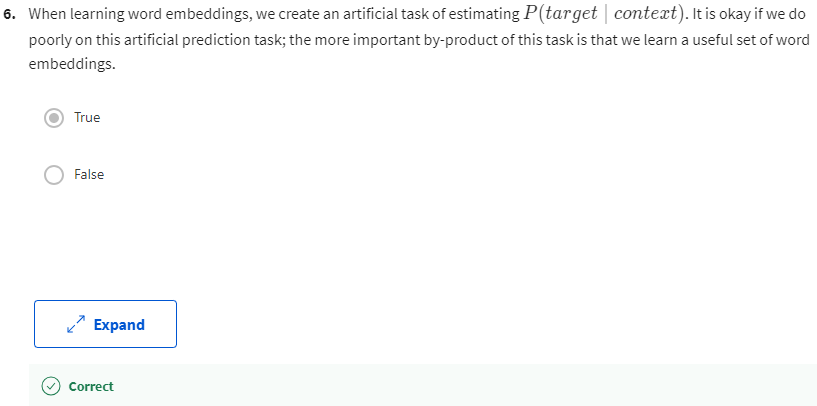 6. When learning word embeddings, we create an artificial task of estimating P(target | context). It is okay if we do
poorly on this artificial prediction task; the more important by-product of this task is that we learn a useful set of word
embeddings.
True
False
Expand
Correct